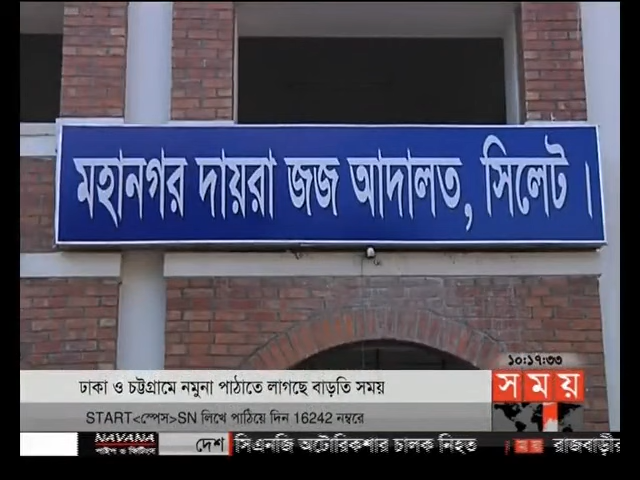 মহানগর দায়রা জজ আদালত, সিলেট।
১০:১৭:৩৩
ঢাকা ও চট্টগ্রামে নমুনা পাঠাতে লাগছে বাড়তি সময়
সময়
START<স্পেস>SN লিখে পাঠিয়ে দিন 16242 নম্বরে
NAVANA দেশ সিএনজি অটোরিকশার চালক নিহত সময় রাজবাড়ীর